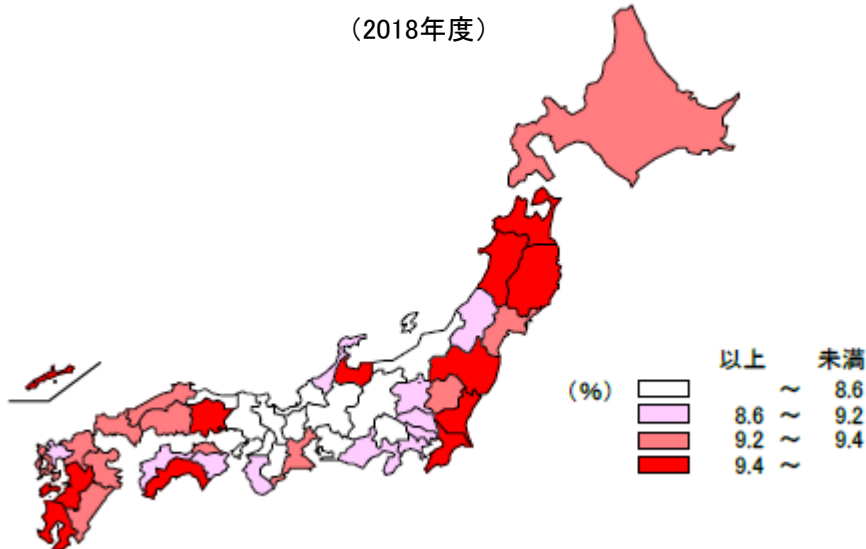 （2018年度）
以上 未満
（%） ～ 8.6
8.6 ～ 9.2
9.2 ～ 9.4
9.4 ～